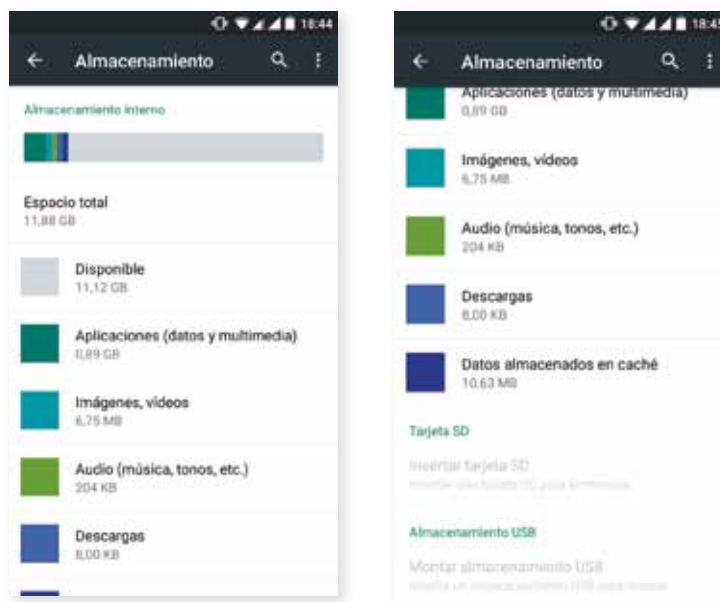 18:44
Almacenamiento
Almacenamiento interno
Espacio total
11,88 GB
Disponible
11,12 GB
Aplicaciones (datos y multimedia)
0,89 GB
Imágenes, vídeos
6,75 MB
Audio (música, tonos, etc.)
204 KB
Descargas
8,00 KB
18:45
Almacenamiento
Aplicaciones (datos y multimedia)
0,89 GB
Imágenes, vídeos
6,75 MB
Audio (música, tonos, etc.)
204 KB
Descargas
8,00 KB
Datos almacenados en caché
10,63 MB
Tarjeta SD
Insertar tarjeta SD
Almacenamiento USB
Montar almacenamiento USB